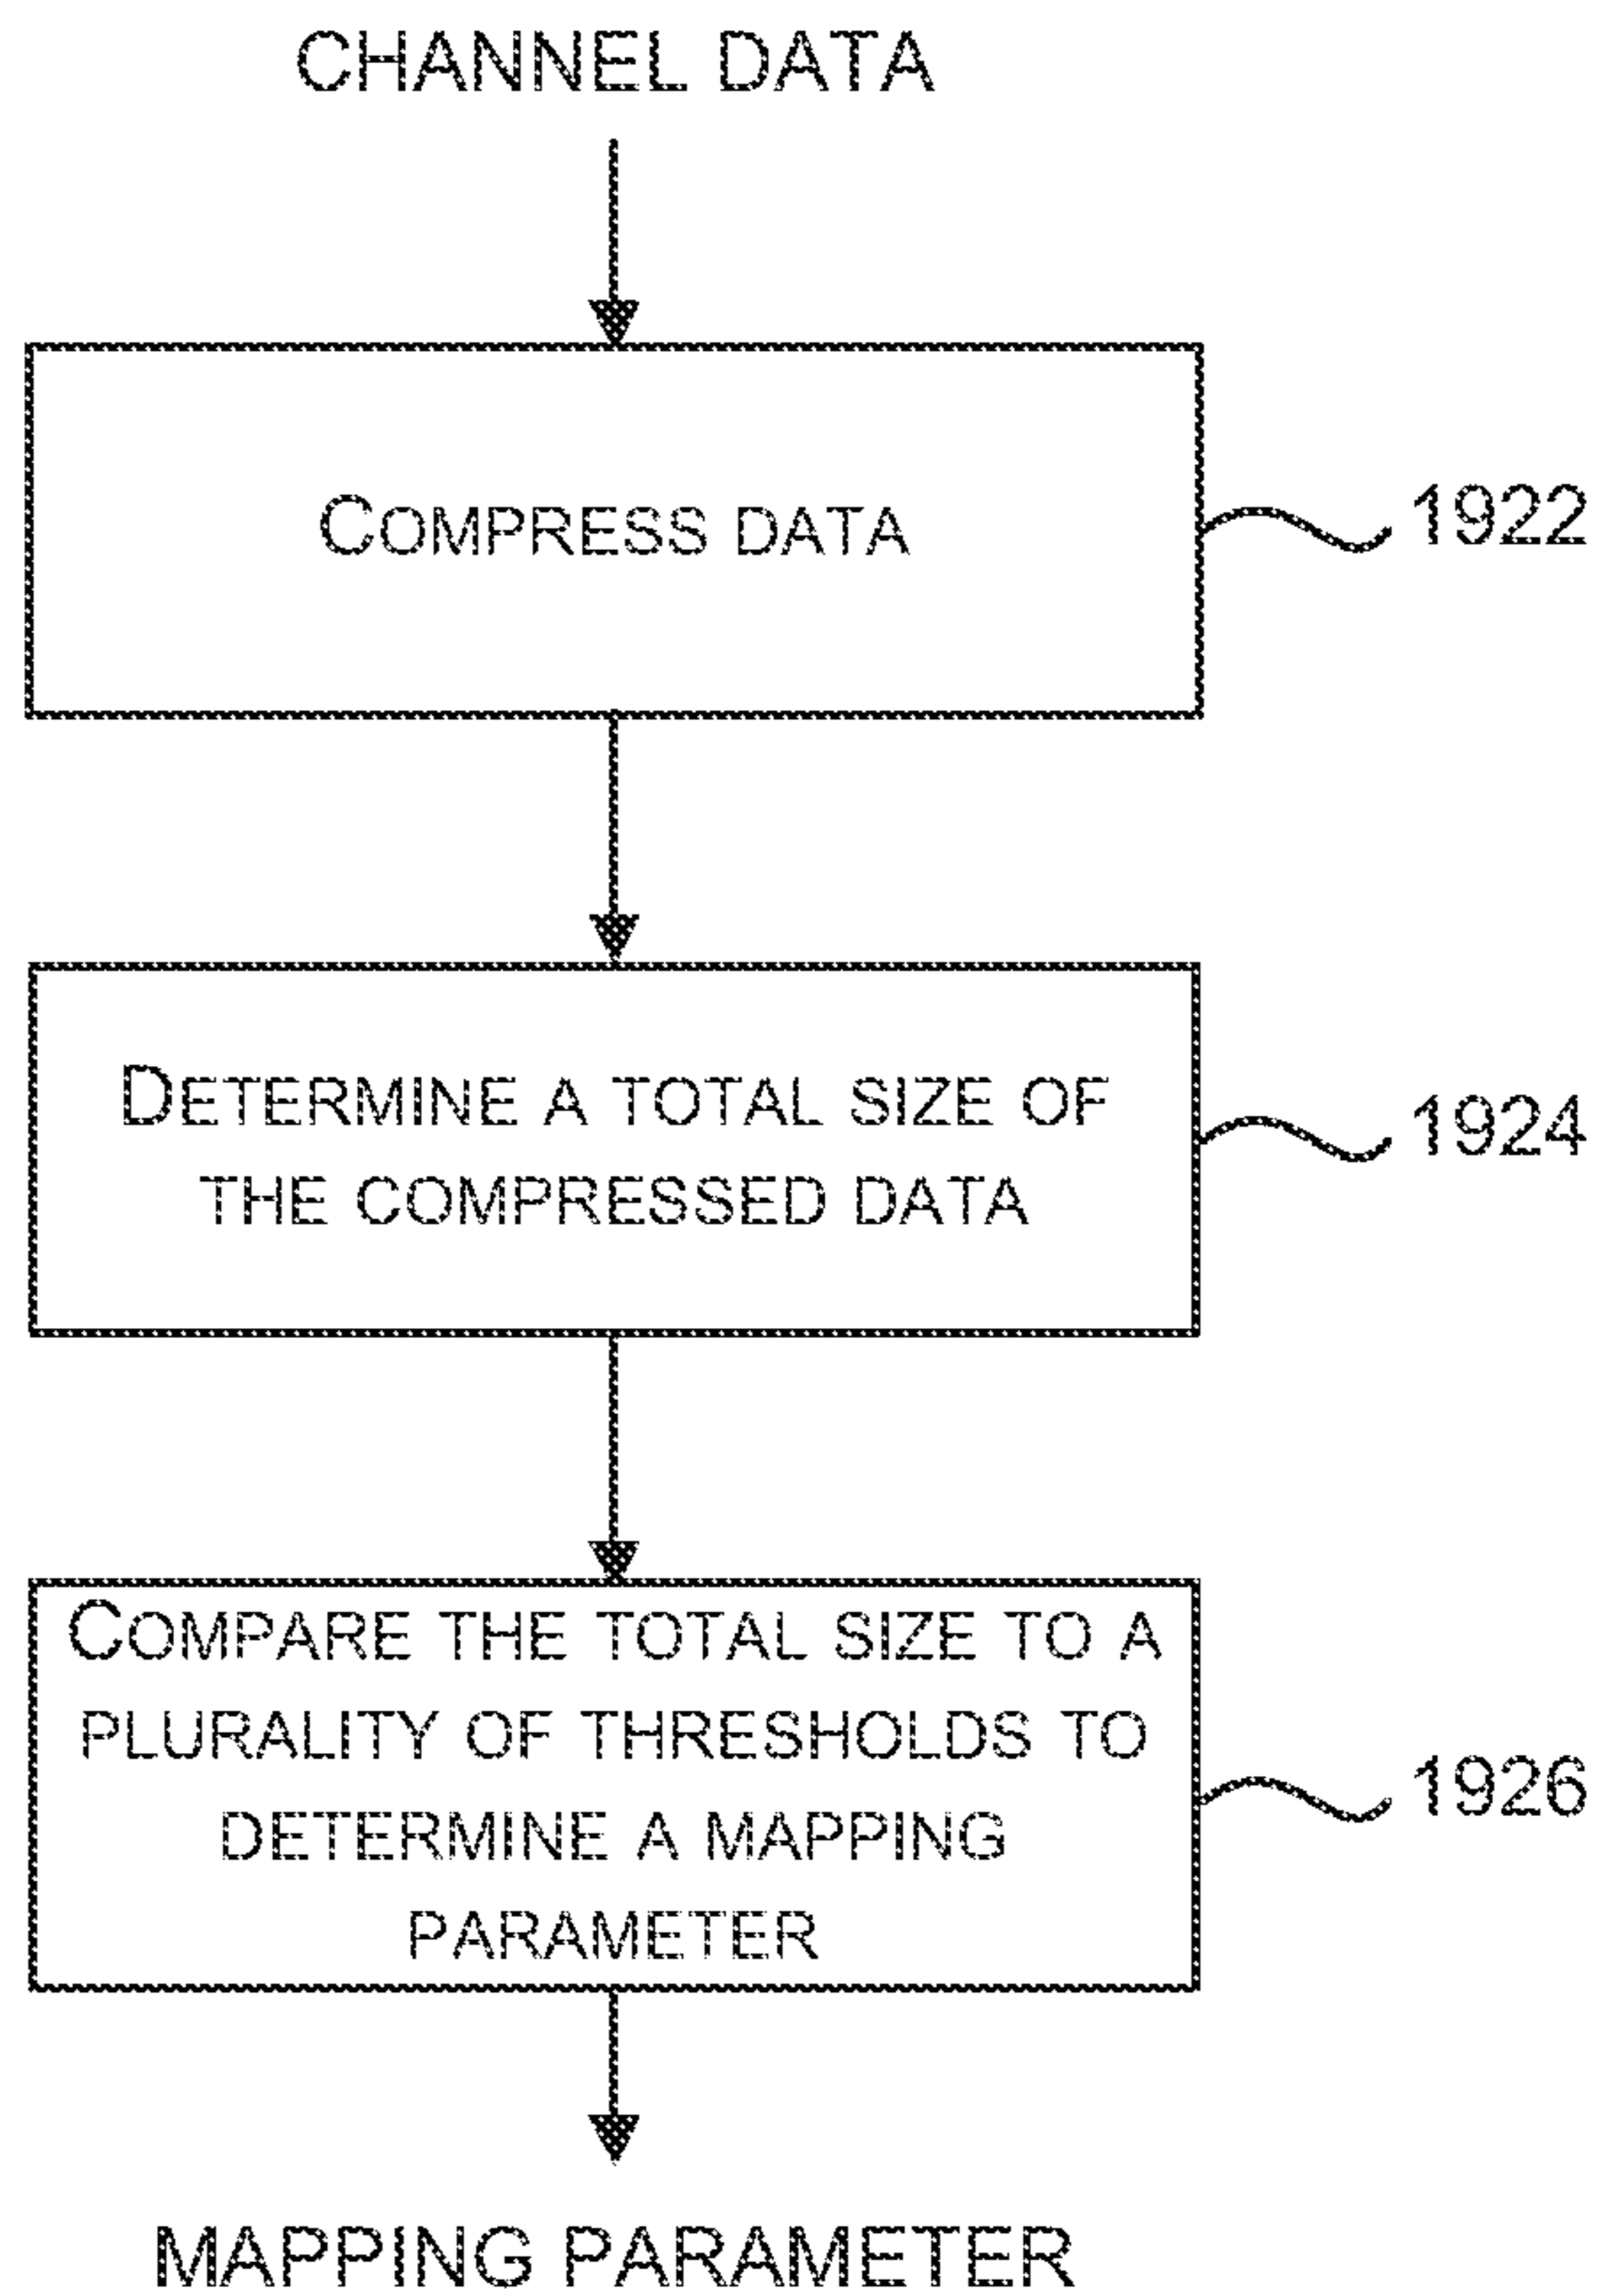 CHANNEL DATA
COMPRESS DATA
1922
DETERMINE A TOTAL SIZE OF
THE COMPRESSED DATA
1924
COMPARE THE TOTAL SIZE TO A
PLURALITY OF THRESHOLDS TO
DETERMINE A MAPPING
PARAMETER
1926
MAPPING PARAMETER